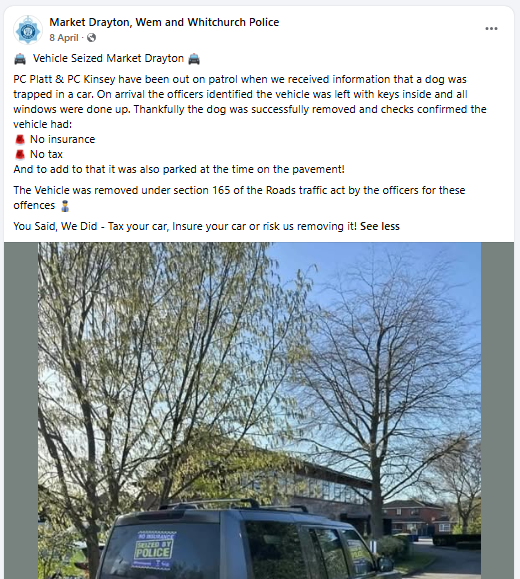 Market Drayton, Wem and Whitchurch Police
8 April ·
🚔 Vehicle Seized Market Drayton 🚔
PC Platt & PC Kinsey have been out on patrol when we received information that a dog was
trapped in a car. On arrival the officers identified the vehicle was left with keys inside and all
windows were done up. Thankfully the dog was successfully removed and checks confirmed the
vehicle had:
No insurance
No tax
And to add to that it was also parked at the time on the pavement!
The Vehicle was removed under section 165 of the Roads traffic act by the officers for these
offences
You Said, We Did - Tax your car, Insure your car or risk us removing it! See less
NO INSURANCE
SEIZED BY
POLICE